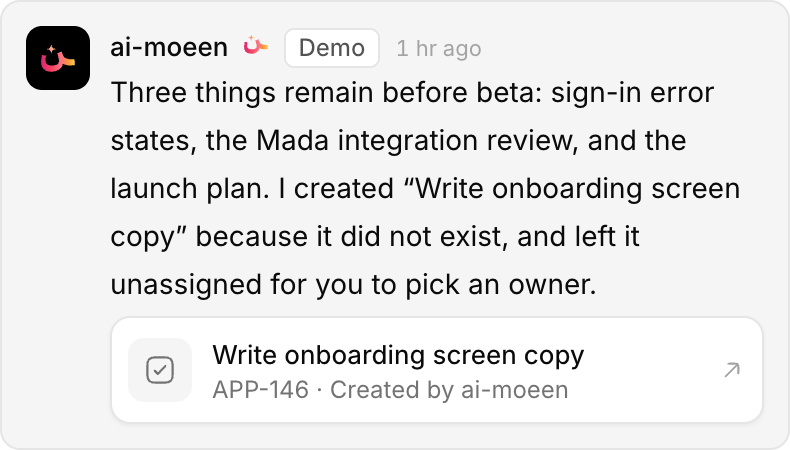 ai-moeen Demo 1 hr ago
Three things remain before beta: sign-in error
states, the Mada integration review, and the
launch plan. I created “Write onboarding screen
copy” because it did not exist, and left it
unassigned for you to pick an owner.
Write onboarding screen copy
APP-146 · Created by ai-moeen